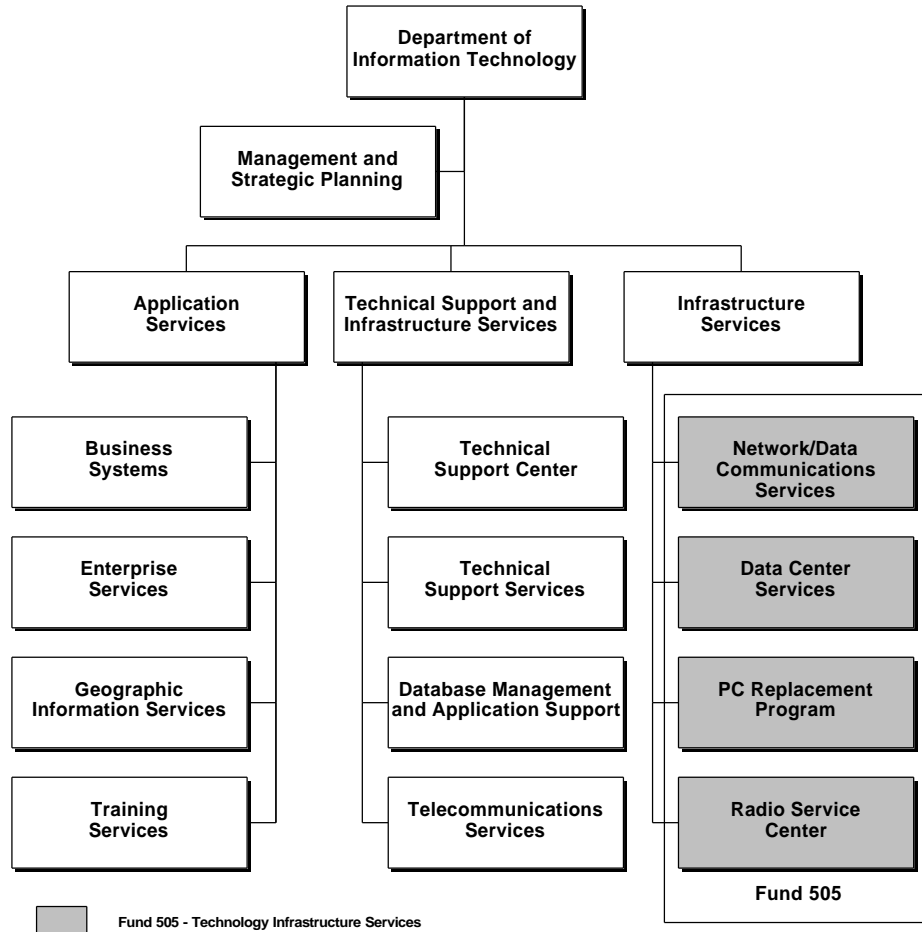 Department of
Information Technology
Management and
Strategic Planning
Application
Services
Technical Support and
Infrastructure Services
Infrastructure
Services
Business
Systems
Technical
Support Center
Network/Data
Communications
Services
Enterprise
Services
Technical
Support Services
Data Center
Services
Geographic
Information Services
Database Management
and Application Support
PC Replacement
Program
Training
Services
Telecommunications
Services
Radio Service
Center
Fund 505
Fund 505 - Technology Infrastructure Services